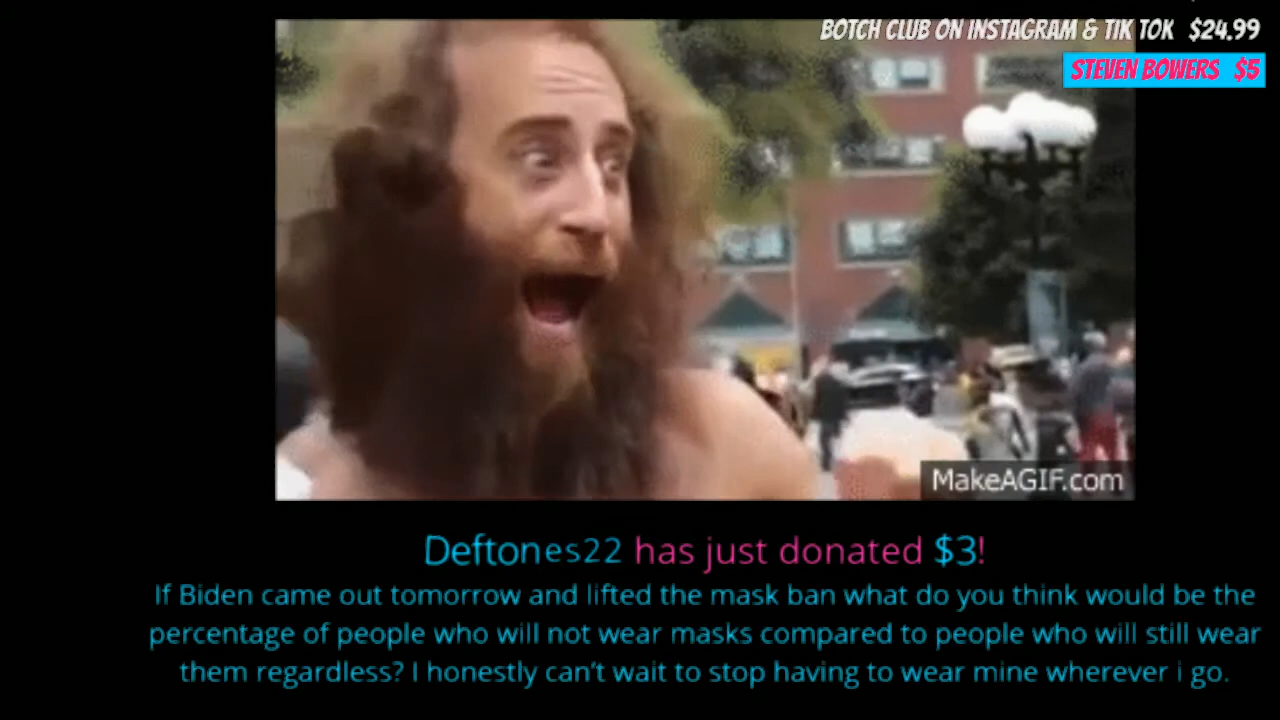 BOTCH CLUB ON INSTAGRAM & TIK TOK $24.99
STEVEN BOWERS $5
MakeAGIF.com
Deftones22 has just donated $3!
If Biden came out tomorrow and lifted the mask ban what do you think would be the
percentage of people who will not wear masks compared to people who will still wear
them regardless? I honestly can't wait to stop having to wear mine wherever i go.